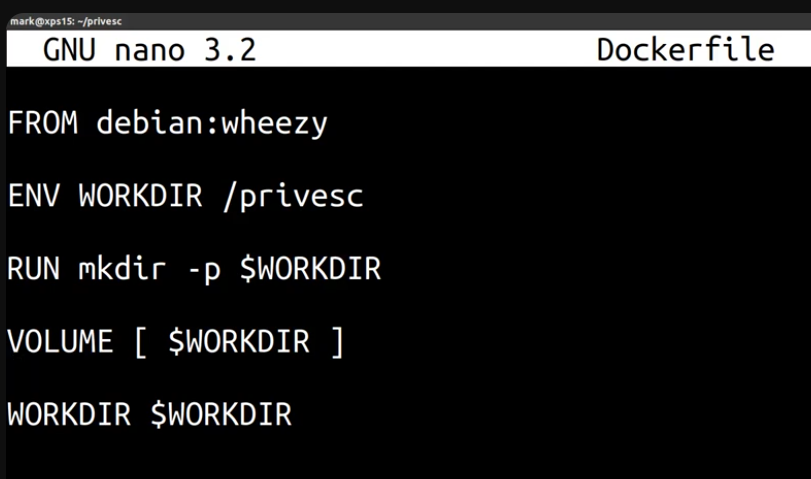 mark@xps15: ~/privesc
GNU nano 3.2 Dockerfile
FROM debian:wheezy
ENV WORKDIR /privesc
RUN mkdir -p $WORKDIR
VOLUME [ $WORKDIR ]
WORKDIR $WORKDIR